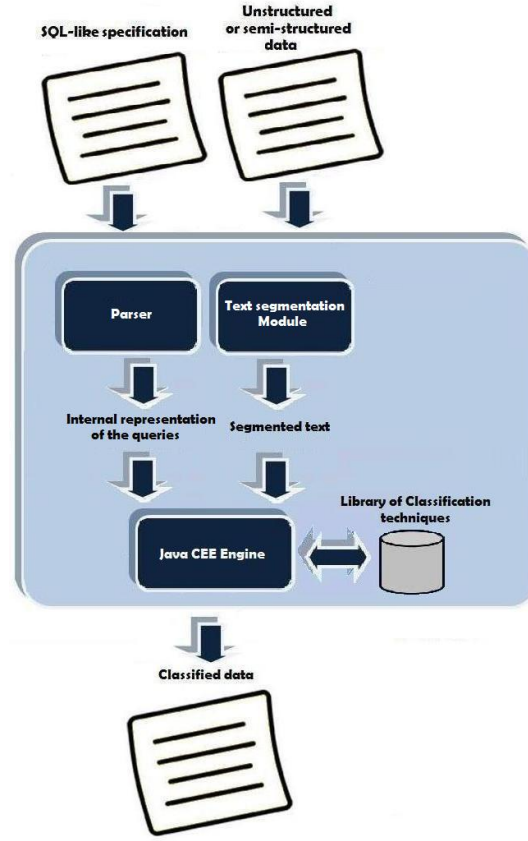 SQL-like specification
Unstructured
or semi-structured
data
Parser
Text segmentation
Module
Internal representation
of the queries
Segmented text
Library of Classification
techniques
Java CEE Engine
Classified data